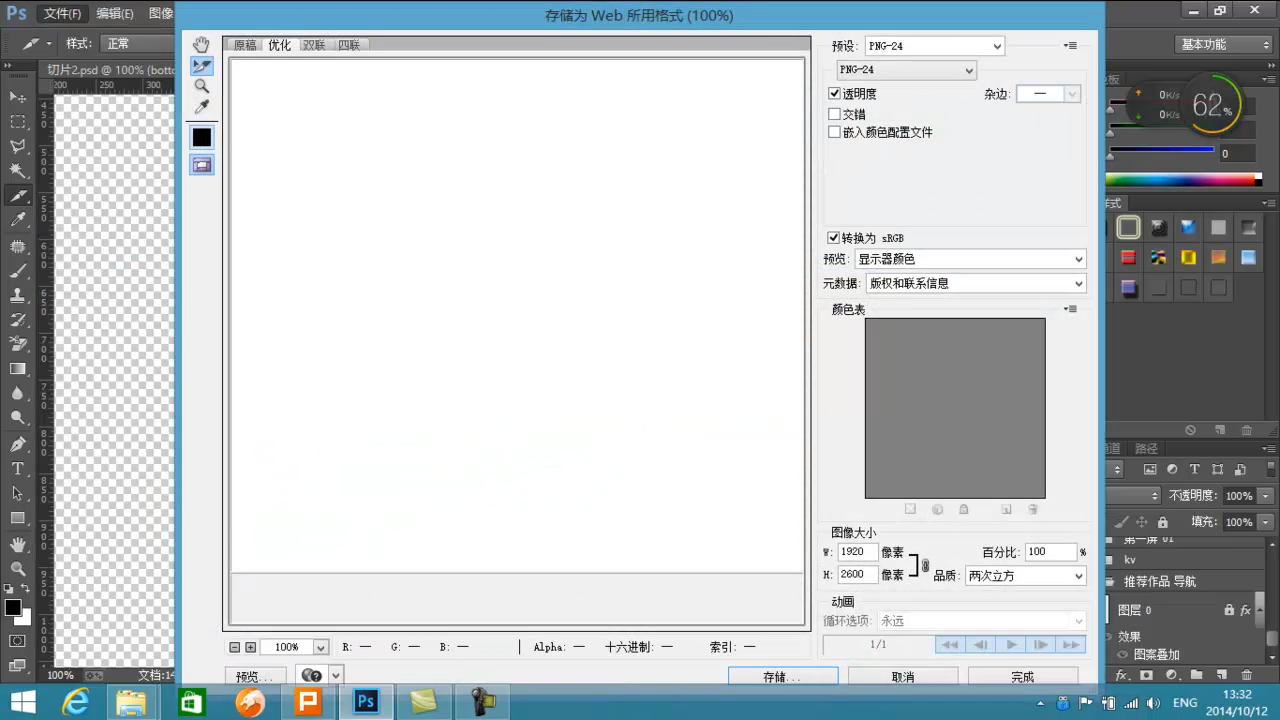 存储为 Web 所用格式 (100%)
Ps 文件(F) 编辑(E) 图像
样式: 正常
基本功能
切片2.psd @ 100% (botto
200 250 300
原稿 优化 双联 四联
预设: PNG-24
PNG-24
透明度 杂边: 一
交错
嵌入颜色配置文件
0K/s
0K/s
62%
0
转换为 sRGB
预览: 显示器颜色
元数据: 版权和联系信息
颜色表
路径
不透明度: 100%
填充: 100%
kv
推荐作品 导航
图层 0 fx
效果
图案叠加
图像大小
W: 1920 像素
H: 2600 像素
百分比: 100 %
品质: 两次立方
动画
循环选项: 永远
1/1
100% R: — G: — B: — Alpha: — 十六进制: — 索引: —
预览... 存储... 取消 完成
100% 文档:14
ENG 13:32
2014/10/12